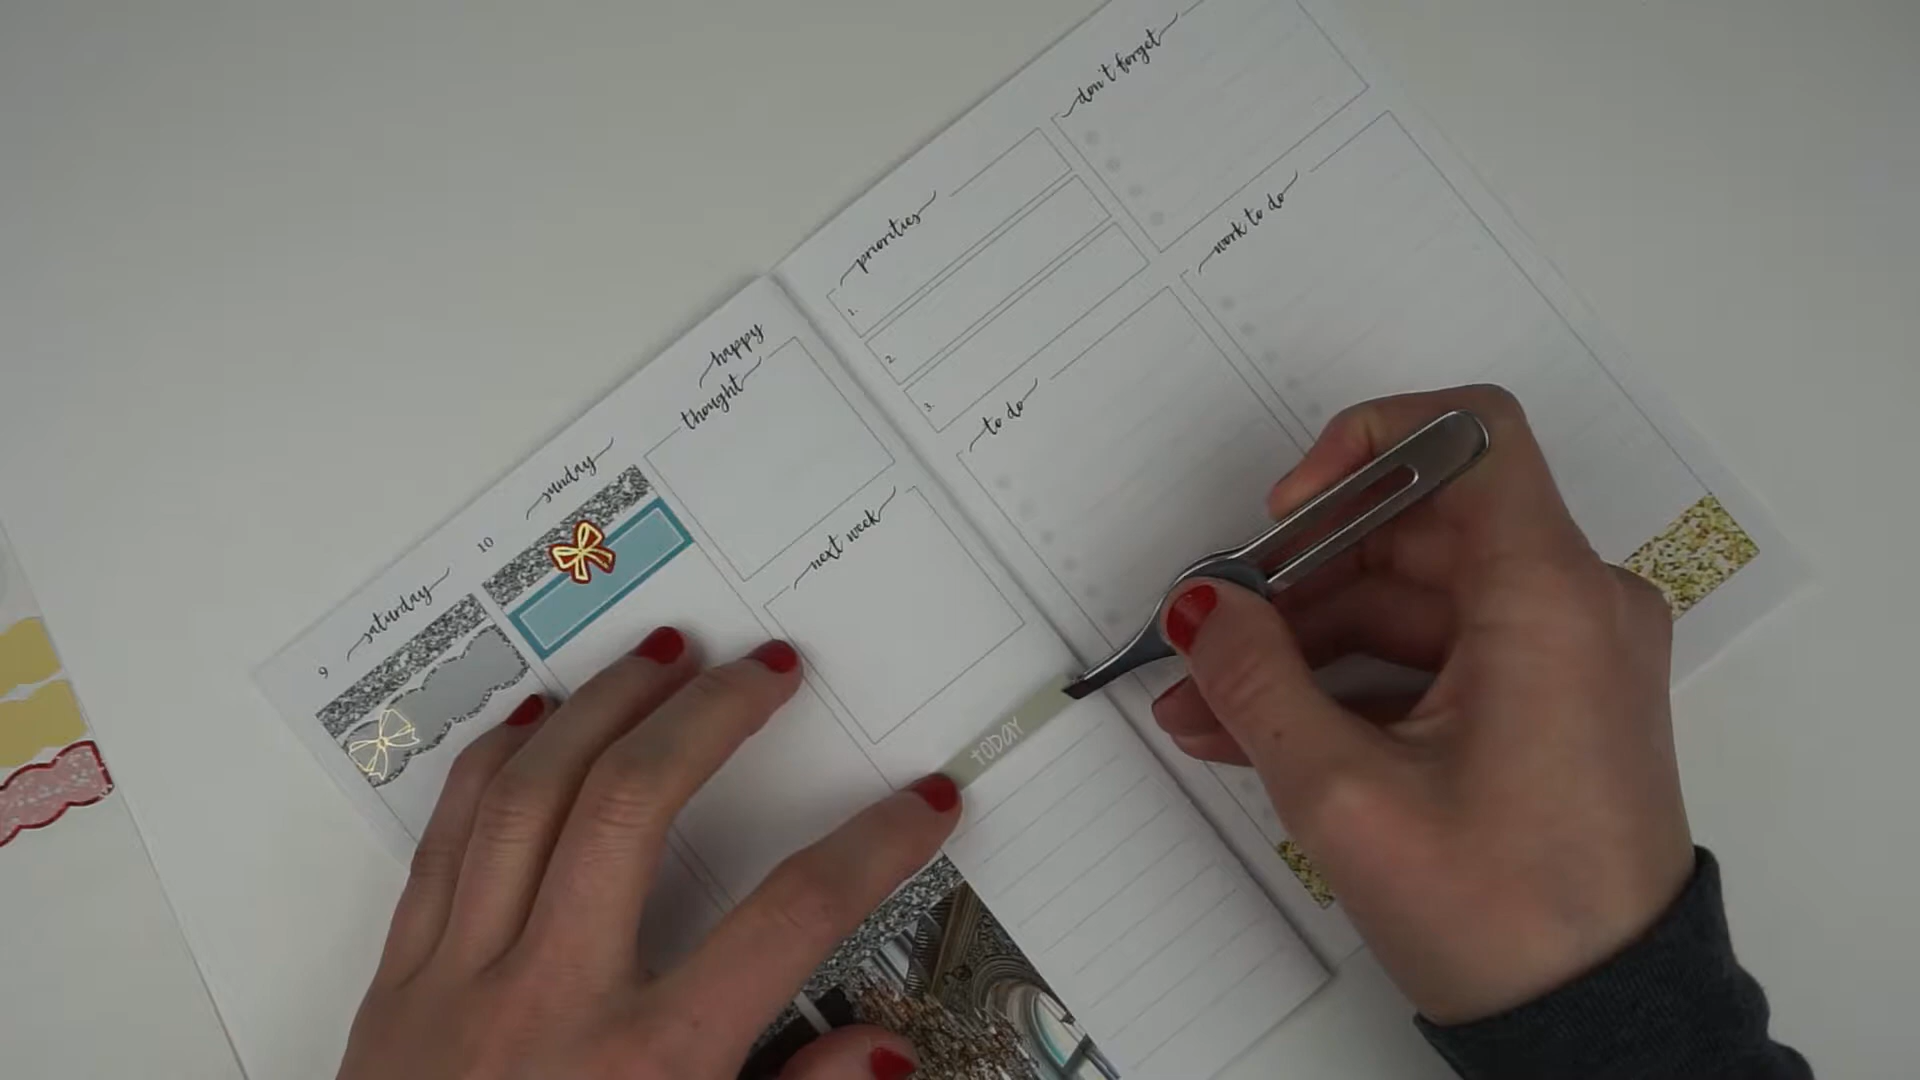 9
saturday
10
sunday
happy
thought
next week
TODAY
priorities
1.
2.
3.
to do
don't forget
work to do